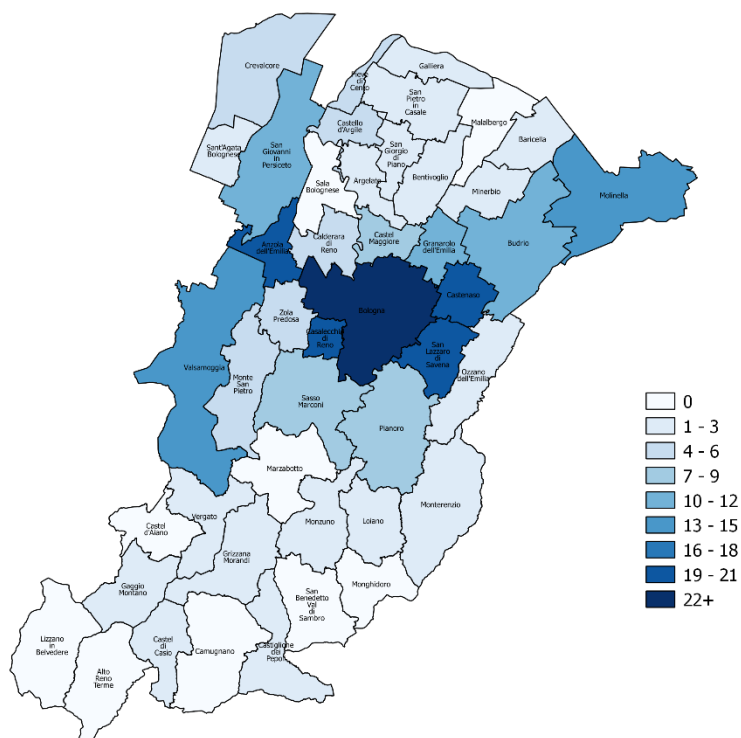 Crevalcore
Galliera
Pieve
di
Cento
San
Pietro
in
Casale
Malalbergo
Castello
d'Argile
Baricella
Sant'Agata
Bolognese
San
Giovanni
in
Persiceto
San
Giorgio
di
Piano
Sala
Bolognese
Argelato
Bentivoglio
Minerbio
Molinella
Anzola
dell'Emilia
Calderara
di
Reno
Castel
Maggiore
Granarolo
dell'Emilia
Budrio
Zola
Predosa
Bologna
Castenaso
Casalecchio
di
Reno
San
Lazzaro
di
Savena
Valsamoggia
Monte
San
Pietro
Ozzano
dell'Emilia
Sasso
Marconi
Pianoro
Marzabotto
Vergato
Monzuno
Loiano
Monterenzio
Castel
d'Aiano
Grizzana
Morandi
Gaggio
Montano
San
Benedetto
Val
di
Sambro
Monghidoro
Lizzano
in
Belvedere
Castel
di
Casio
Camugnano
Castiglione
dei
Pepoli
Alto
Reno
Terme
0
1 - 3
4 - 6
7 - 9
10 - 12
13 - 15
16 - 18
19 - 21
22+